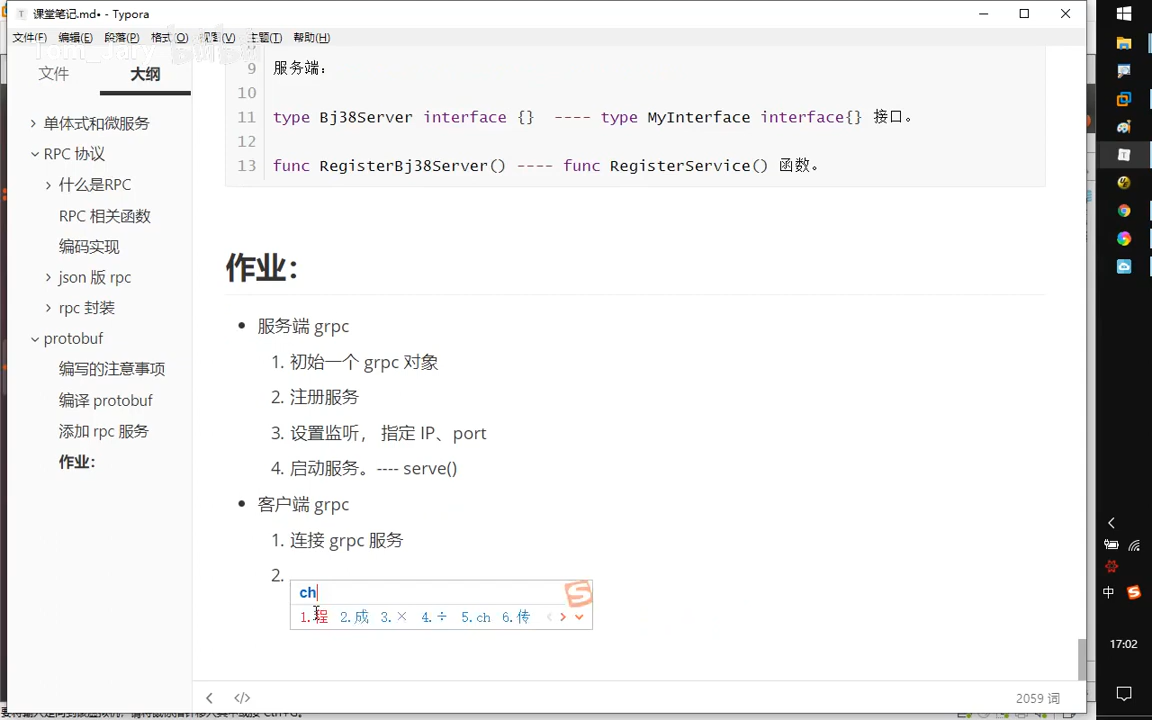 课堂笔记.md• - Typora
文件(F) 编辑(E) 段落(P) 格式(O) 视图(V) 主题(T) 帮助(H)
文件 大纲
单体式和微服务
RPC 协议
什么是RPC
RPC 相关函数
编码实现
json 版 rpc
rpc 封装
protobuf
编写的注意事项
编译 protobuf
添加 rpc 服务
作业：
9 服务端：
10
11 type Bj38Server interface {} ---- type MyInterface interface{} 接口。
12
13 func RegisterBj38Server() ---- func RegisterService() 函数。
作业：
服务端 grpc
1. 初始一个 grpc 对象
2. 注册服务
3. 设置监听， 指定 IP、port
4. 启动服务。---- serve()
客户端 grpc
1. 连接 grpc 服务
2.
ch
1.程 2.成 3.× 4.÷ 5.ch 6.传
2059 词
中
17:02